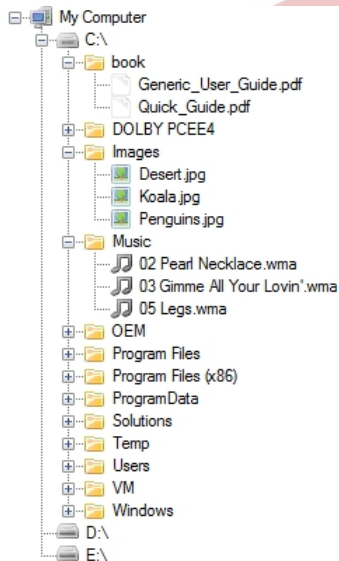 My Computer
C:\
book
Generic_User_Guide.pdf
Quick_Guide.pdf
DOLBY PCEE4
Images
Desert.jpg
Koala.jpg
Penguins.jpg
Music
02 Pearl Necklace.wma
03 Gimme All Your Lovin'.wma
05 Legs.wma
OEM
Program Files
Program Files (x86)
ProgramData
Solutions
Temp
Users
VM
Windows
D:\
E:\